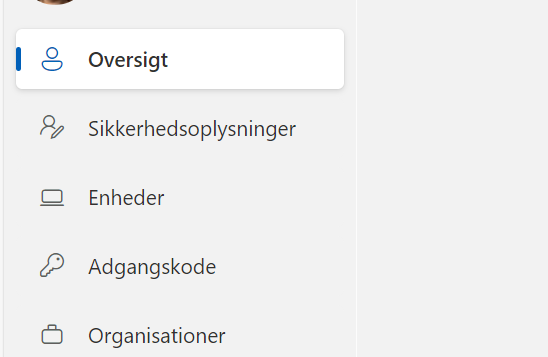 Oversigt
Sikkerhedsoplysninger
Enheder
Adgangskode
Organisationer